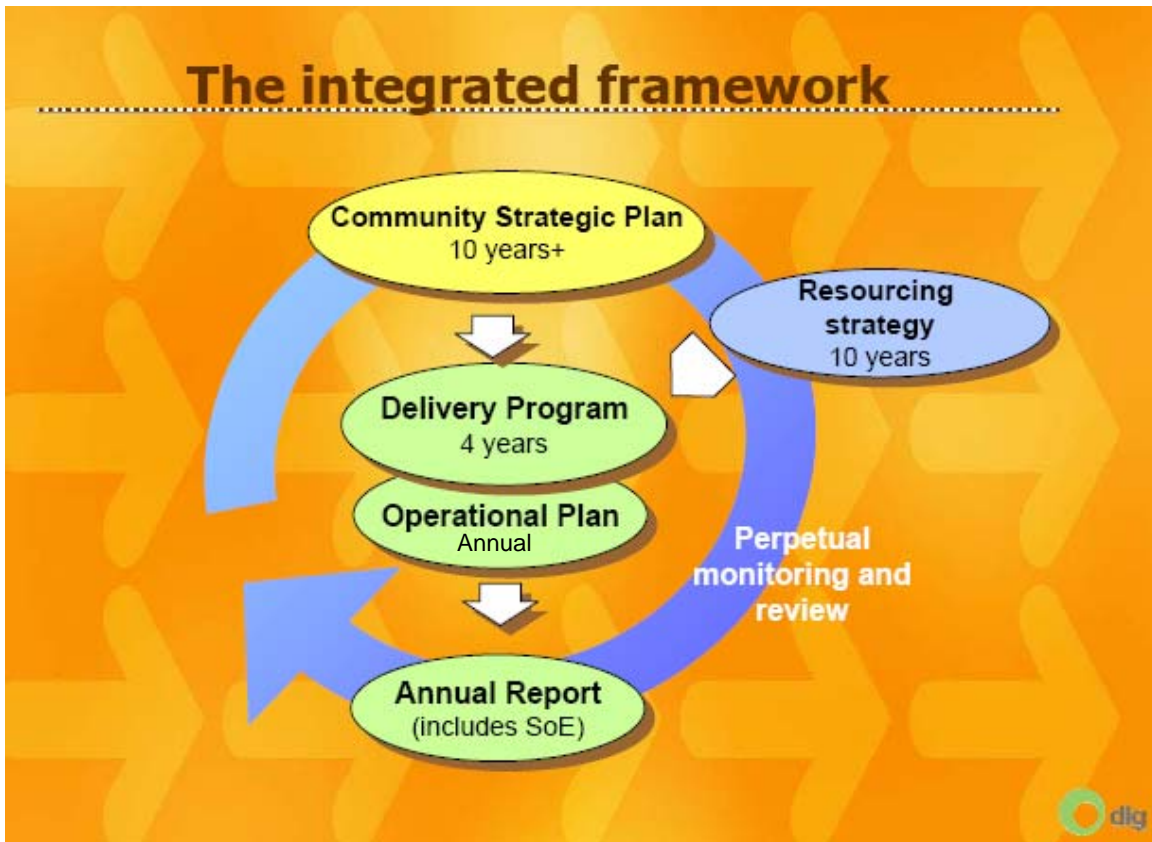 The integrated framework
Community Strategic Plan
10 years+
Resourcing
strategy
10 years
Delivery Program
4 years
Operational Plan
Annual
Perpetual
monitoring and
review
Annual Report
(includes SoE)
dlg